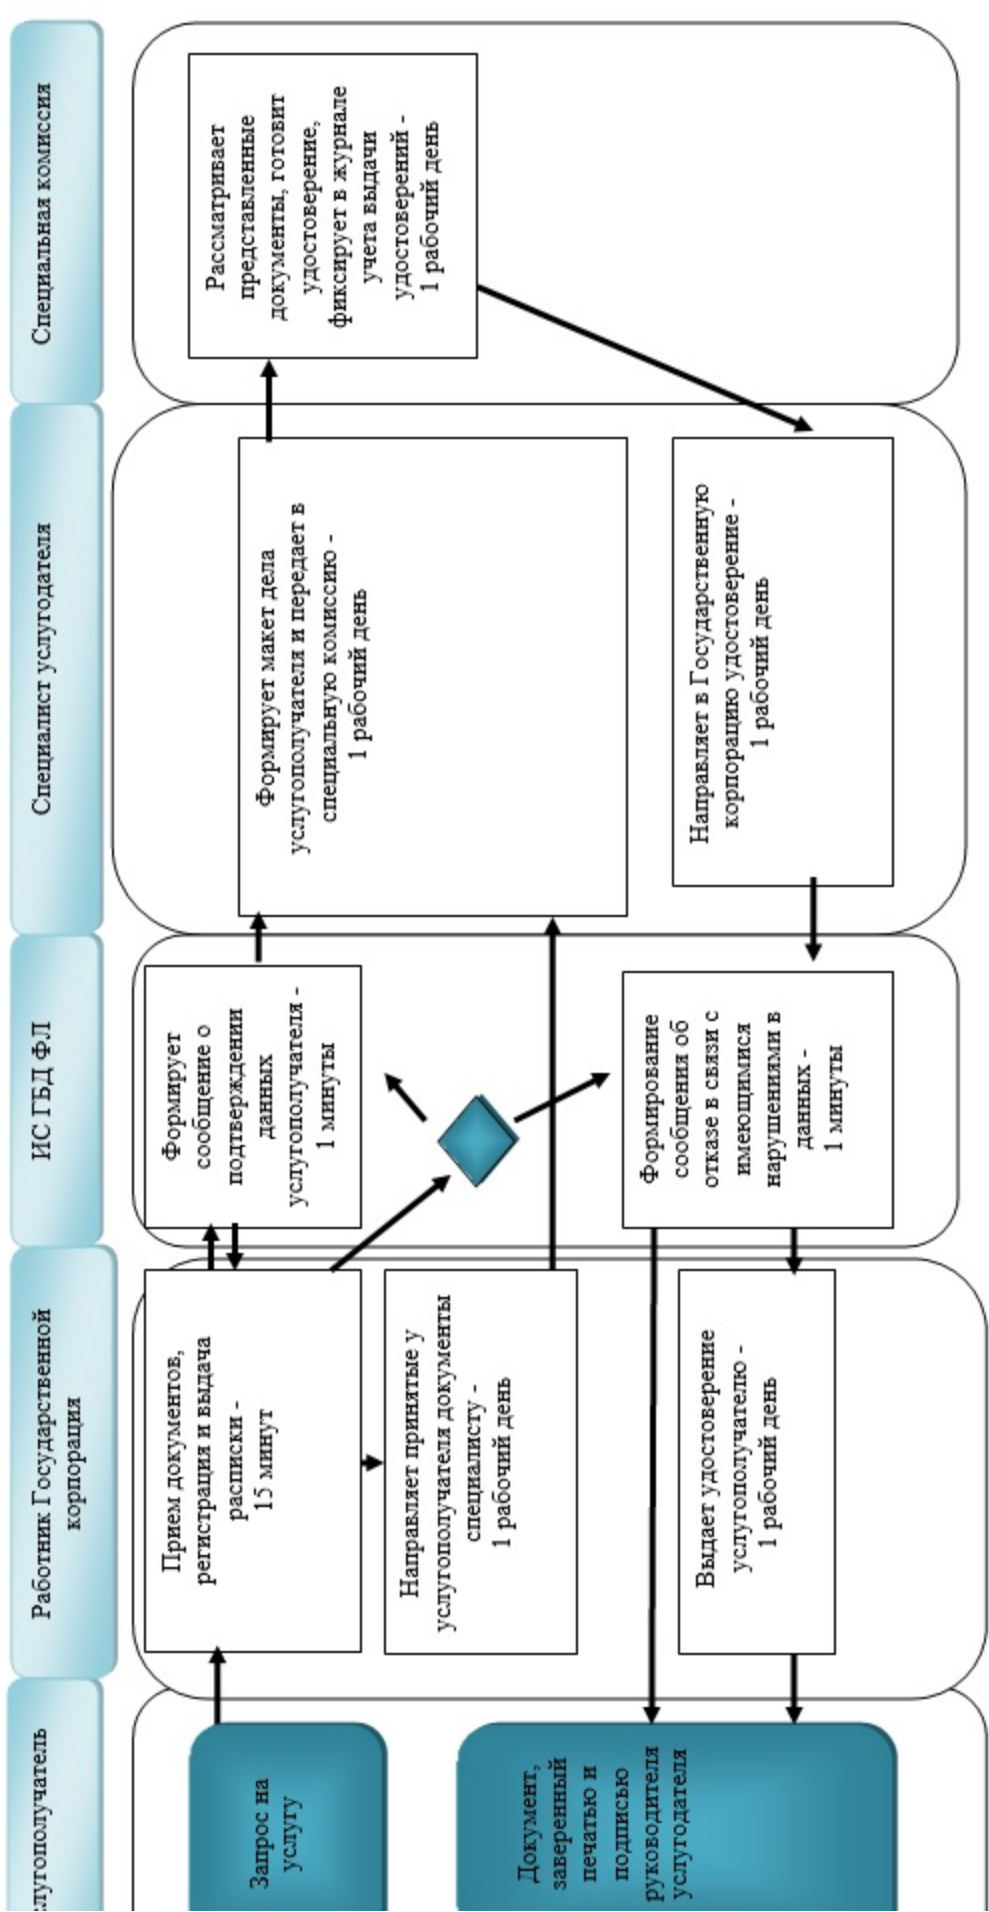 слугополучатель
Работник Государственной
корпорация
ИС ГБД ФЛ
Специалист услугодателя
Специальная комиссия
Запрос на
услугу
Документ,
заверенный
печатью и
подписью
руководителя
услугодателя
Прием документов,
регистрация и выдача
расписки -
15 минут
Направляет принятые у
услугополучателя документы
специалисту -
1 рабочий день
Выдает удостоверение
услугополучателю -
1 рабочий день
Формирует
сообщение о
подтверждении
данных
услугополучателя -
1 минуты
Формирование
сообщения об
отказе в связи с
имеющимися
нарушениями в
данных -
1 минуты
Формирует макет дела
услугополучателя и передает в
специальную комиссию -
1 рабочий день
Направляет в Государственную
корпорацию удостоверение -
1 рабочий день
Рассматривает
представленные
документы, готовит
удостоверение,
фиксирует в журнале
учета выдачи
удостоверений -
1 рабочий день